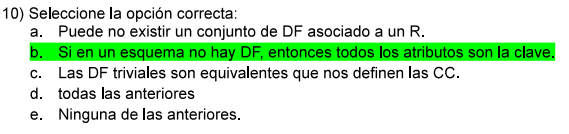 10) Seleccione la opción correcta:
a. Puede no existir un conjunto de DF asociado a un R.
b. Si en un esquema no hay DF, entonces todos los atributos son la clave.
c. Las DF triviales son equivalentes que nos definen las CC.
d. todas las anteriores
e. Ninguna de las anteriores.